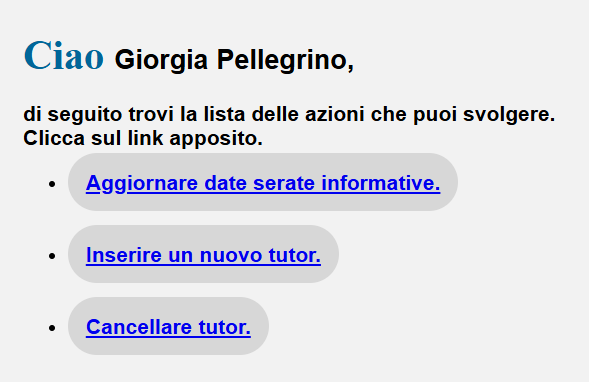 Ciao Giorgia Pellegrino,
di seguito trovi la lista delle azioni che puoi svolgere.
Clicca sul link apposito.
Aggiornare date serate informative.
Inserire un nuovo tutor.
Cancellare tutor.